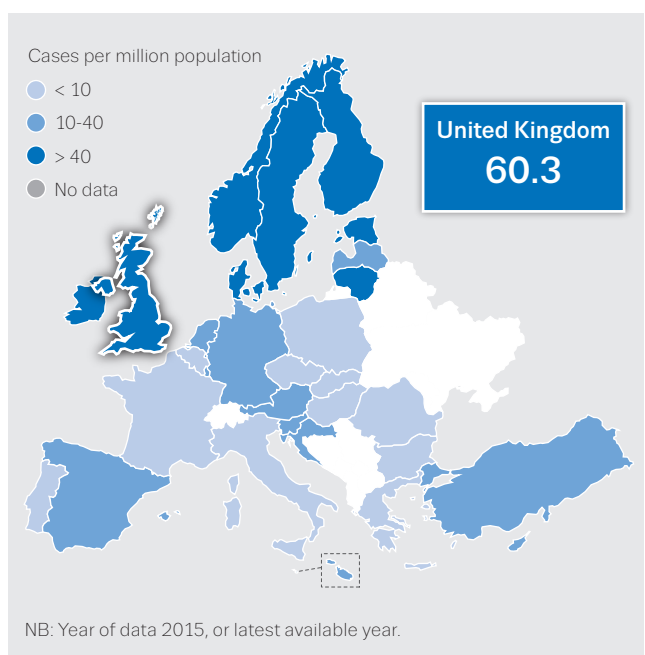 Cases per million population
< 10
10-40
> 40
No data
United Kingdom
60.3
NB: Year of data 2015, or latest available year.